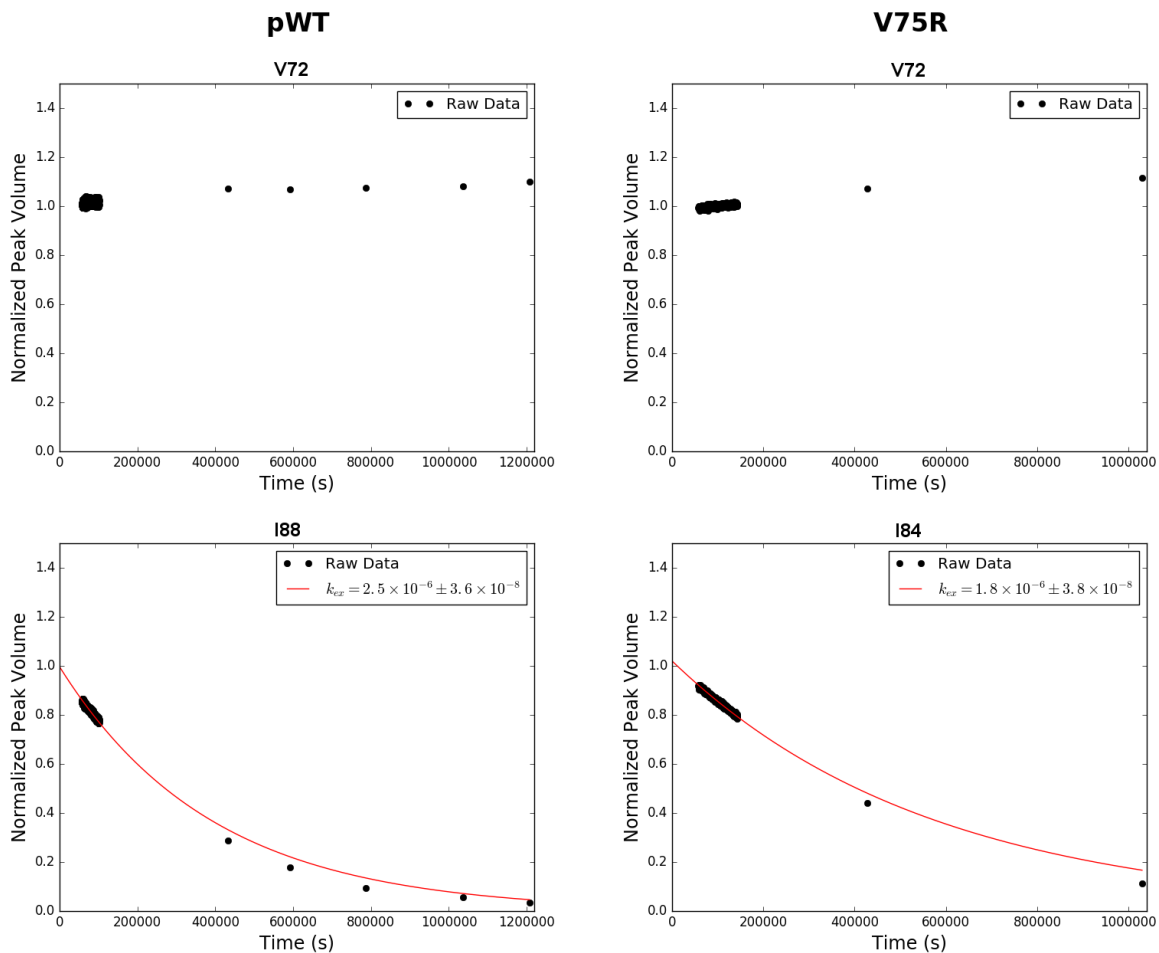 pWT
V75R
V72
Raw Data
Normalized Peak Volume
0.0
0.2
0.4
0.6
0.8
1.0
1.2
1.4
0 200000 400000 600000 800000 1000000 1200000
Time (s)
V72
Raw Data
Normalized Peak Volume
0.0
0.2
0.4
0.6
0.8
1.0
1.2
1.4
0 200000 400000 600000 800000 1000000
Time (s)
I88
Raw Data
k_ex = 2.5 × 10^−6 ± 3.6 × 10^−8
Normalized Peak Volume
0.0
0.2
0.4
0.6
0.8
1.0
1.2
1.4
0 200000 400000 600000 800000 1000000 1200000
Time (s)
I84
Raw Data
k_ex = 1.8 × 10^−6 ± 3.8 × 10^−8
Normalized Peak Volume
0.0
0.2
0.4
0.6
0.8
1.0
1.2
1.4
0 200000 400000 600000 800000 1000000
Time (s)